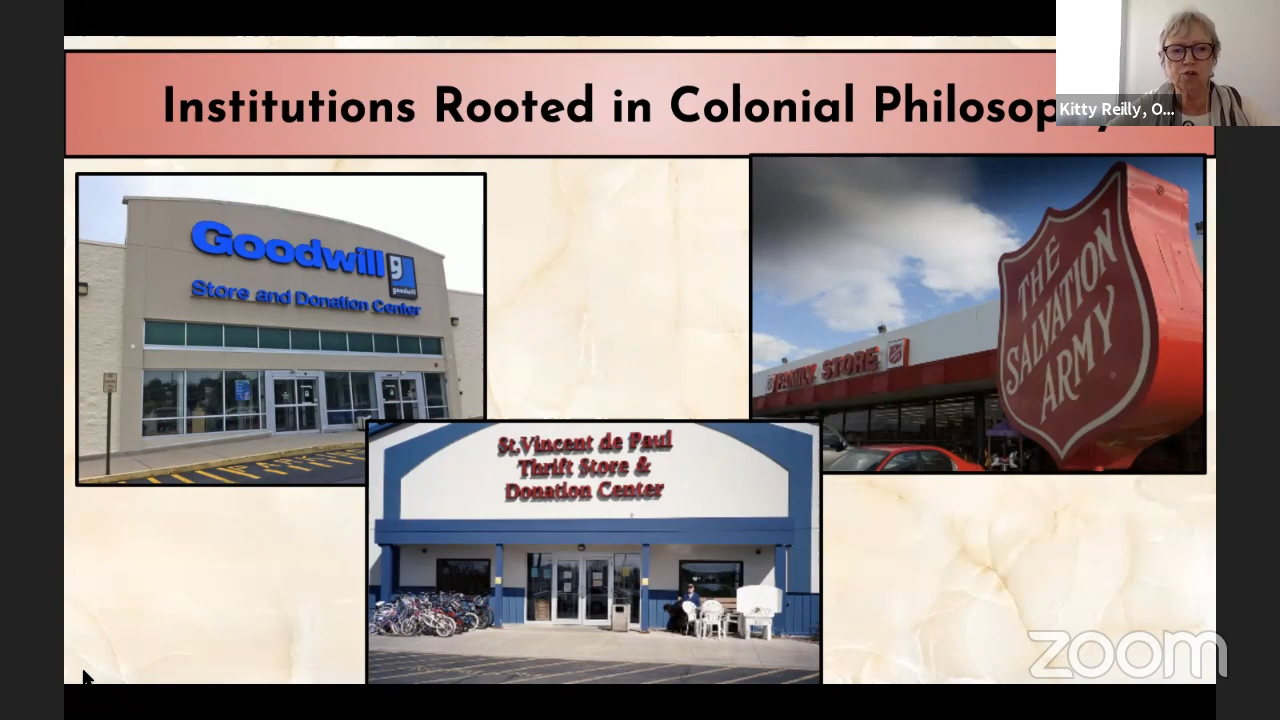 Institutions Rooted in Colonial
Kitty Reilly, O...
Goodwill
g
goodwill
Store and Donation Center
THE
SALVATION
ARMY
FAMILY STORE
St.Vincent de Paul
Thrift Store &
Donation Center
zoom